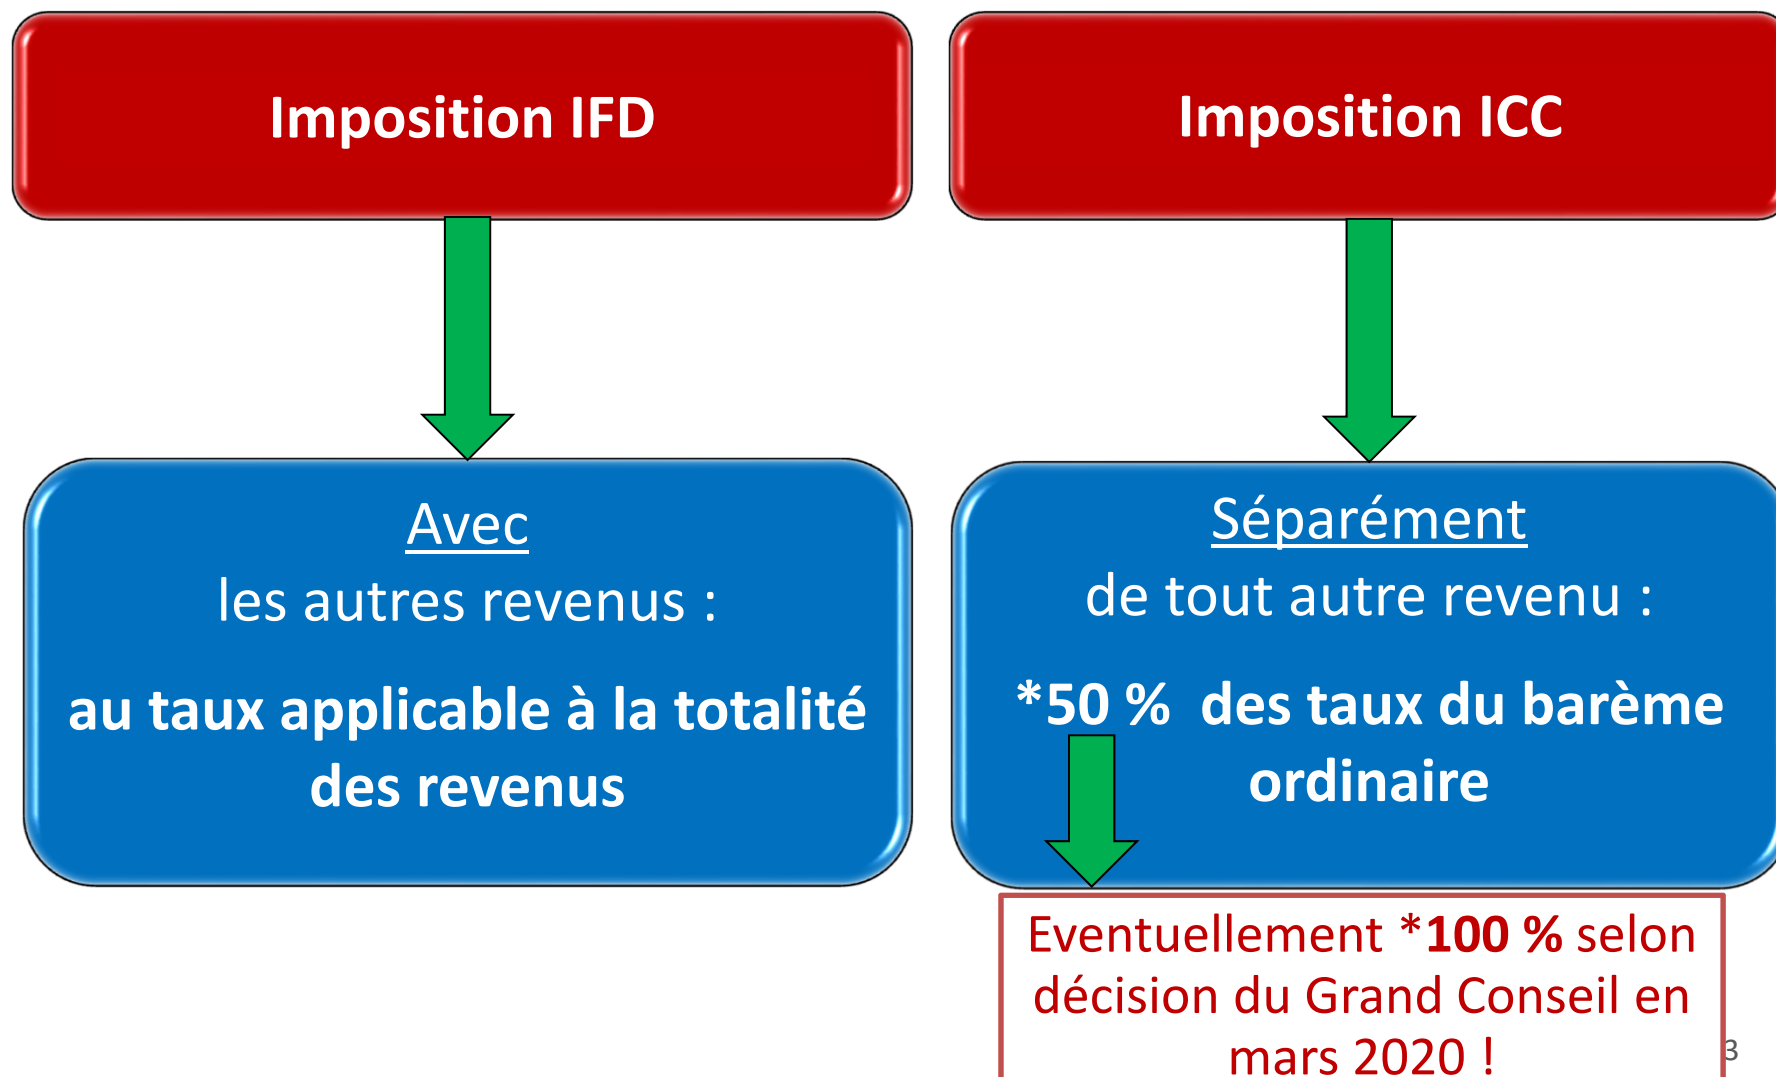 Imposition IFD
Imposition ICC
Avec
les autres revenus :
au taux applicable à la totalité
des revenus
Séparément
de tout autre revenu :
*50 % des taux du barème
ordinaire
Eventuellement *100 % selon
décision du Grand Conseil en
mars 2020 !
3